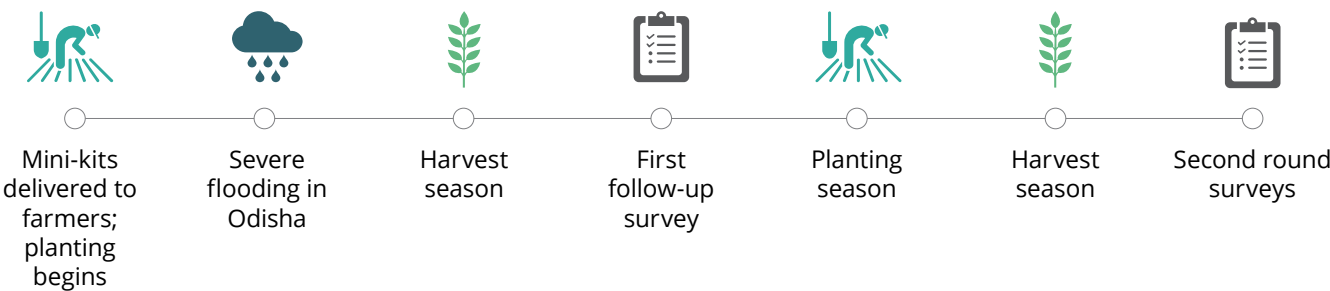 Mini-kits
delivered to
farmers;
planting
begins
Severe
flooding in
Odisha
Harvest
season
First
follow-up
survey
Planting
season
Harvest
season
Second round
surveys